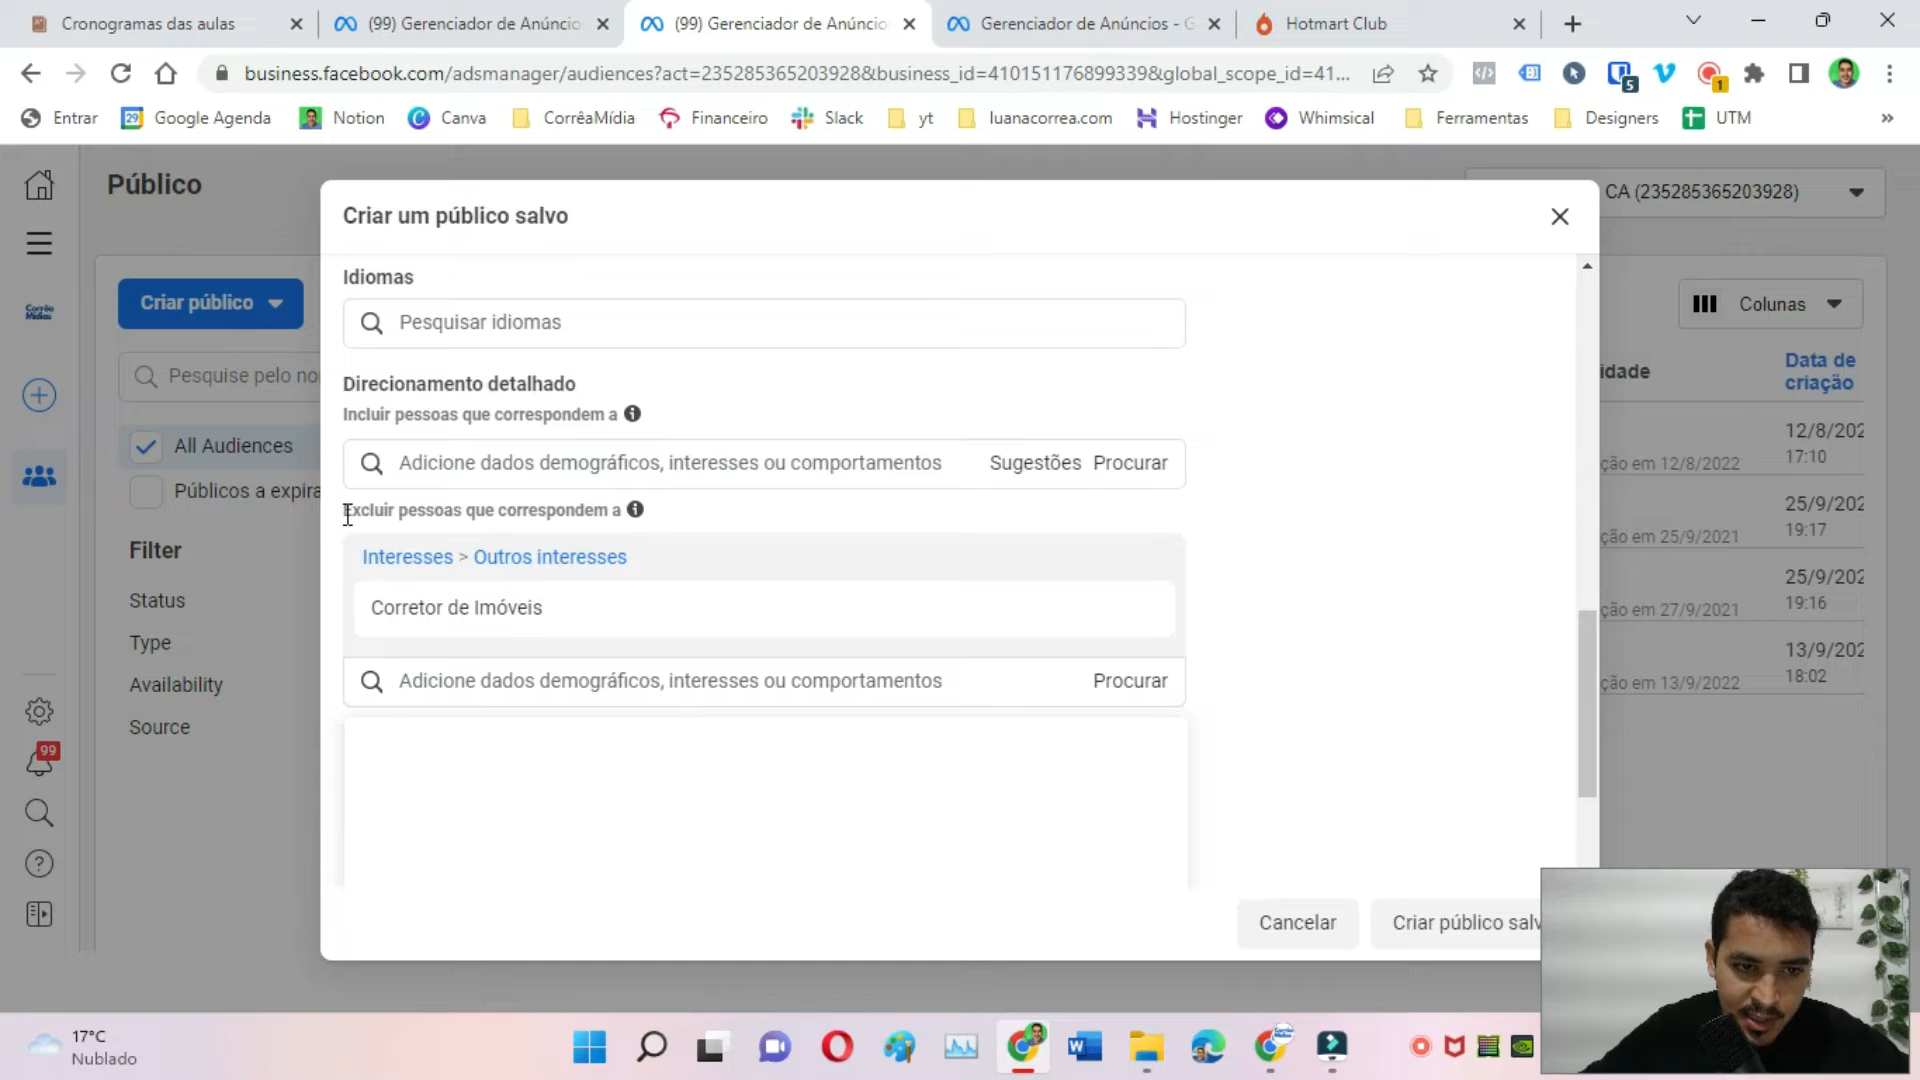 Cronogramas das aulas
(99) Gerenciador de Anúncio
(99) Gerenciador de Anúncio
Gerenciador de Anúncios - G
Hotmart Club
business.facebook.com/adsmanager/audiences?act=235285365203928&business_id=410151176899339&global_scope_id=41...
5
1
Entrar
29
Google Agenda
Notion
Canva
CorrêaMídia
Financeiro
Slack
yt
luanacorrea.com
Hostinger
Whimsical
Ferramentas
Designers
UTM
»
Público
CA (235285365203928)
Criar um público salvo
Criar público
Colunas
Pesquise pelo no
idade
Data de
criação
All Audiences
Públicos a expira
12/8/202
17:10
ção em 12/8/2022
25/9/202
19:17
ção em 25/9/2021
25/9/202
19:16
ção em 27/9/2021
13/9/202
18:02
ção em 13/9/2022
Filter
Status
Type
Availability
Source
99
Idiomas
Pesquisar idiomas
Direcionamento detalhado
Incluir pessoas que correspondem a
Adicione dados demográficos, interesses ou comportamentos
Sugestões
Procurar
Excluir pessoas que correspondem a
Interesses > Outros interesses
Corretor de Imóveis
Adicione dados demográficos, interesses ou comportamentos
Procurar
Cancelar
Criar público salv
17°C
Nublado